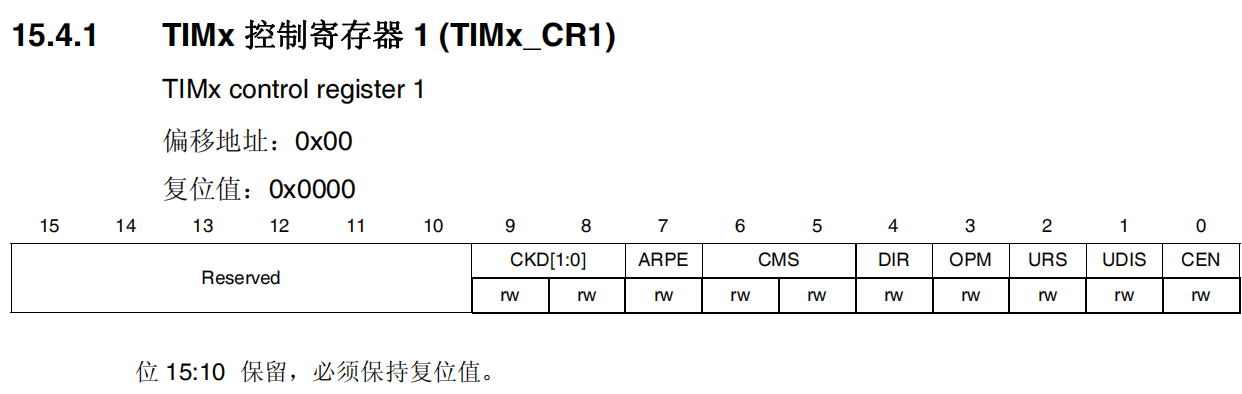 15.4.1 TIMx 控制寄存器 1 (TIMx_CR1)
TIMx control register 1
偏移地址：0x00
复位值：0x0000
15 14 13 12 11 10 9 8 7 6 5 4 3 2 1 0
Reserved CKD[1:0] ARPE CMS DIR OPM URS UDIS CEN
rw rw rw rw rw rw rw rw rw rw
位 15:10 保留，必须保持复位值。